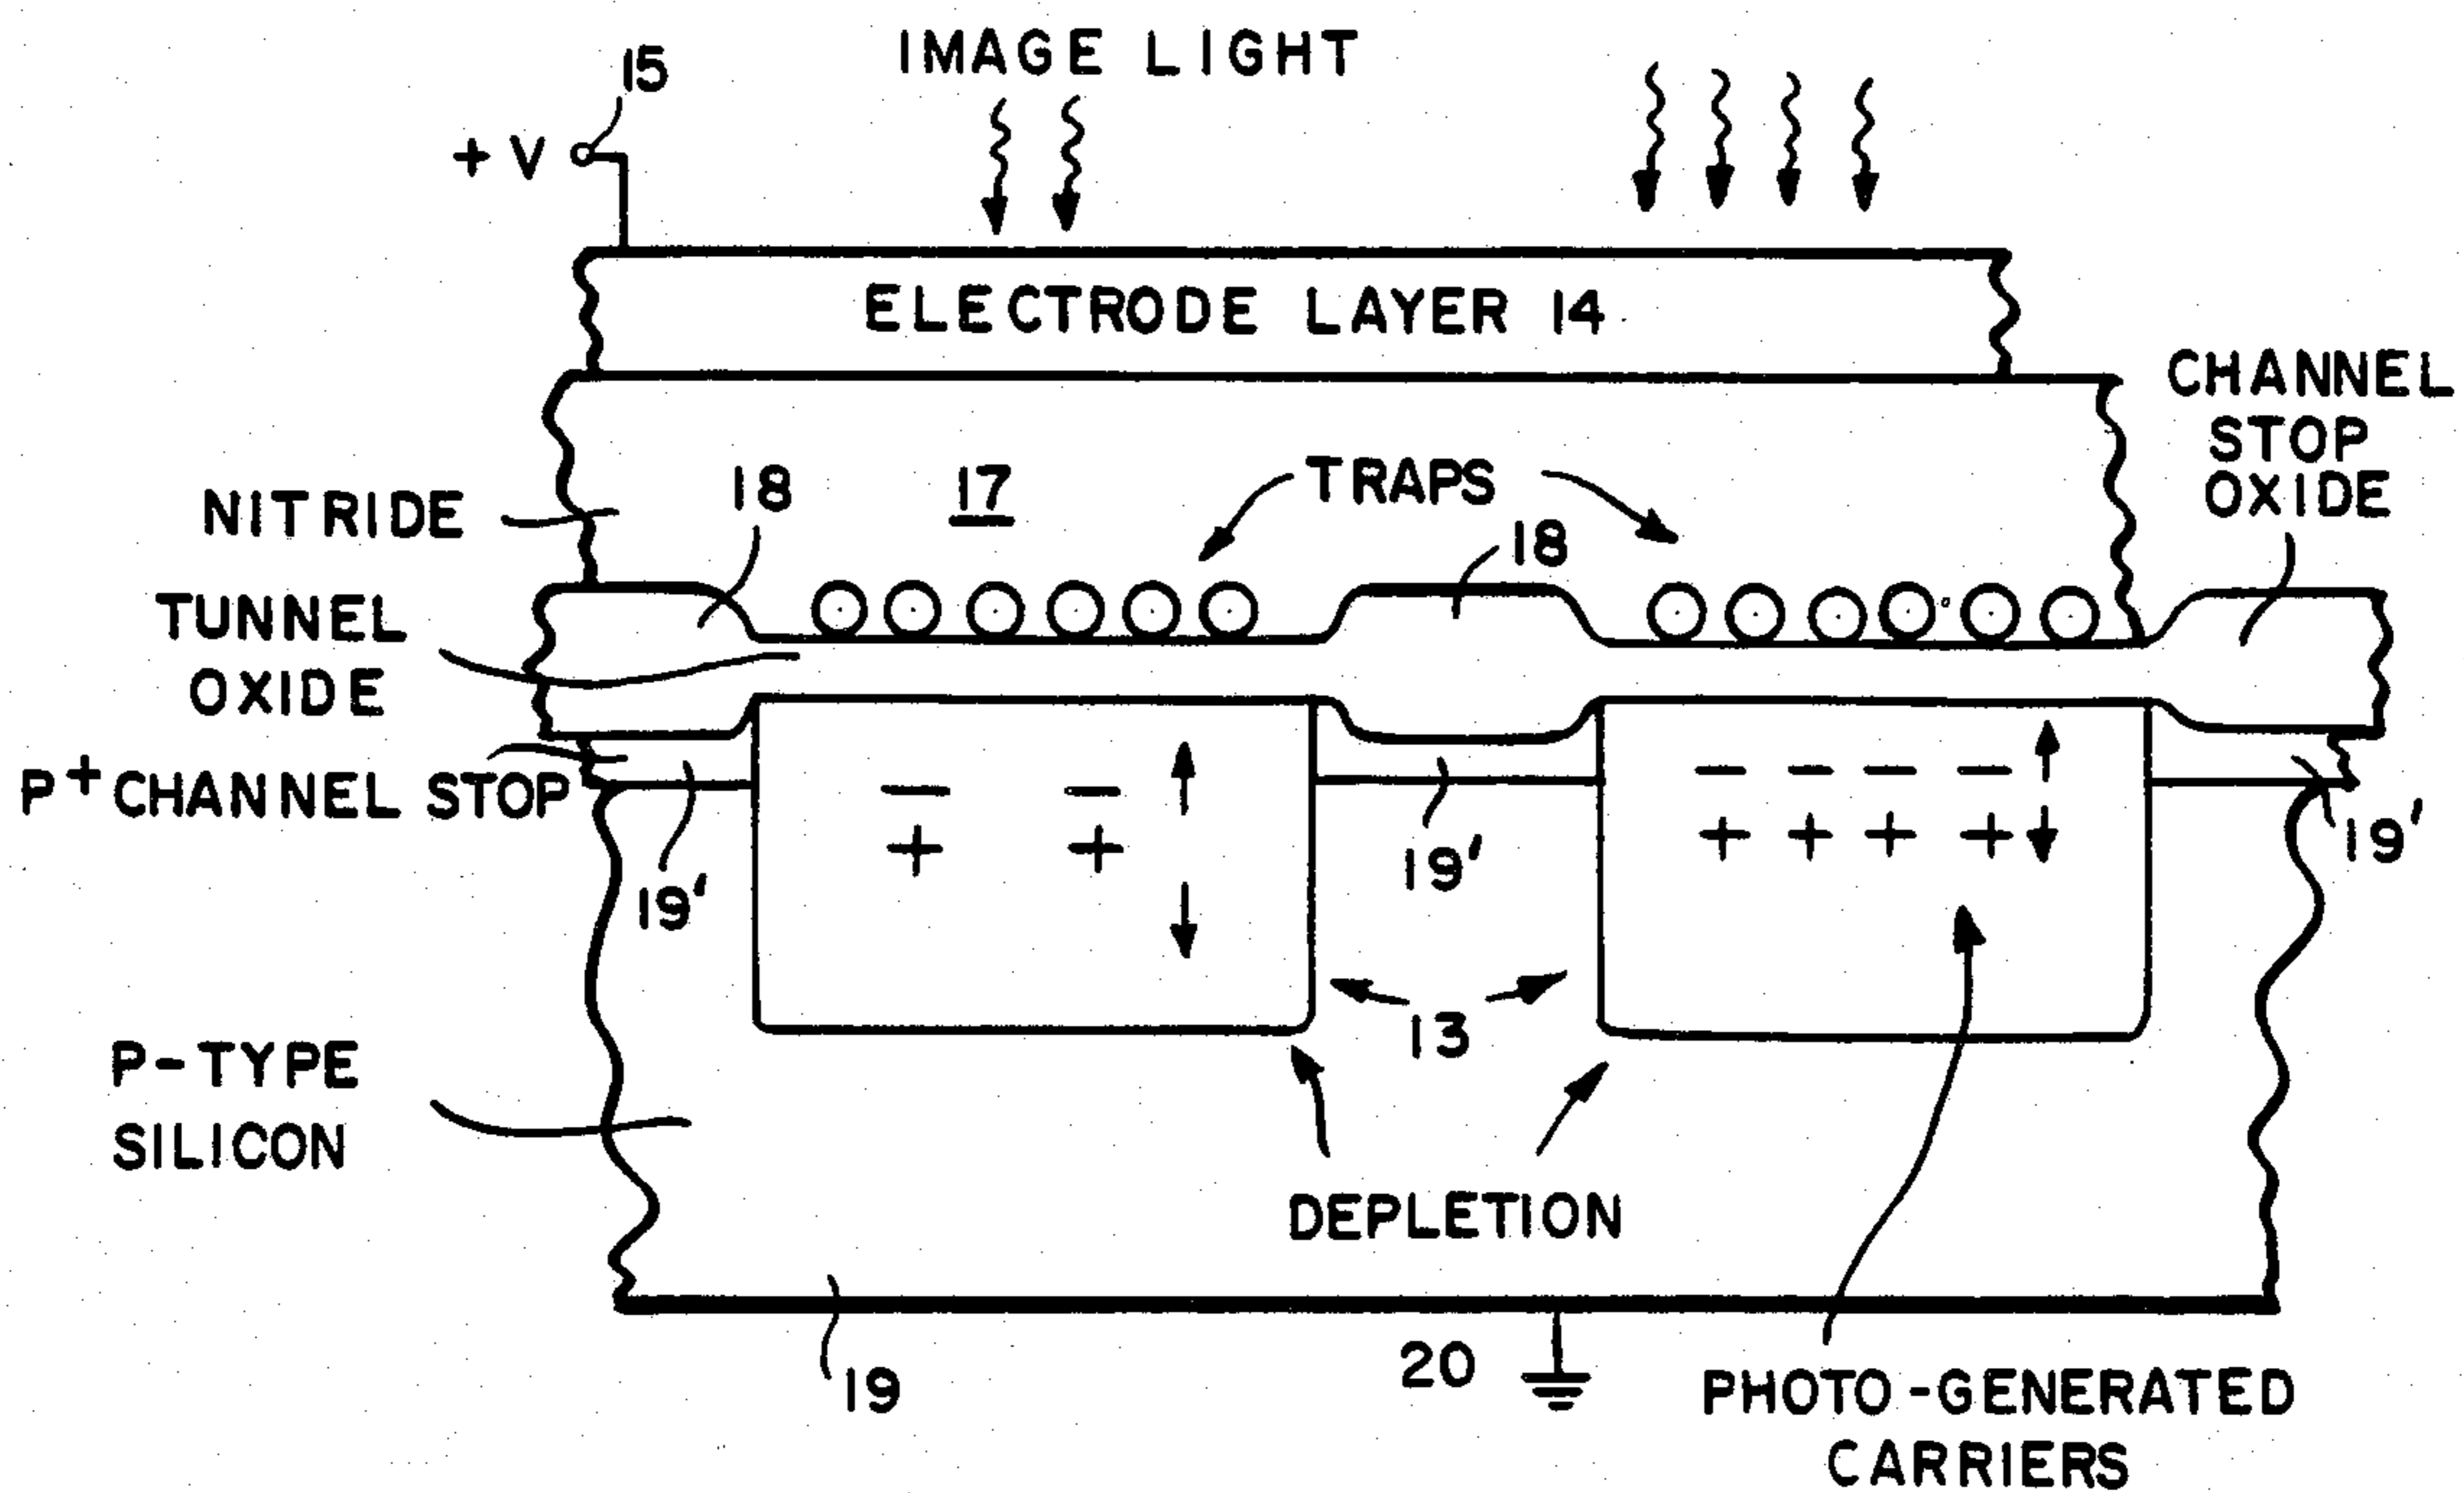 IMAGE LIGHT
15
+ V
ELECTRODE LAYER 14
CHANNEL
STOP
OXIDE
NITRIDE
18
17
TRAPS
18
TUNNEL
OXIDE
P+ CHANNEL STOP
- -
+ +
- - - -
+ + + +
19'
19'
19'
13
P-TYPE
SILICON
DEPLETION
19
20
PHOTO-GENERATED
CARRIERS